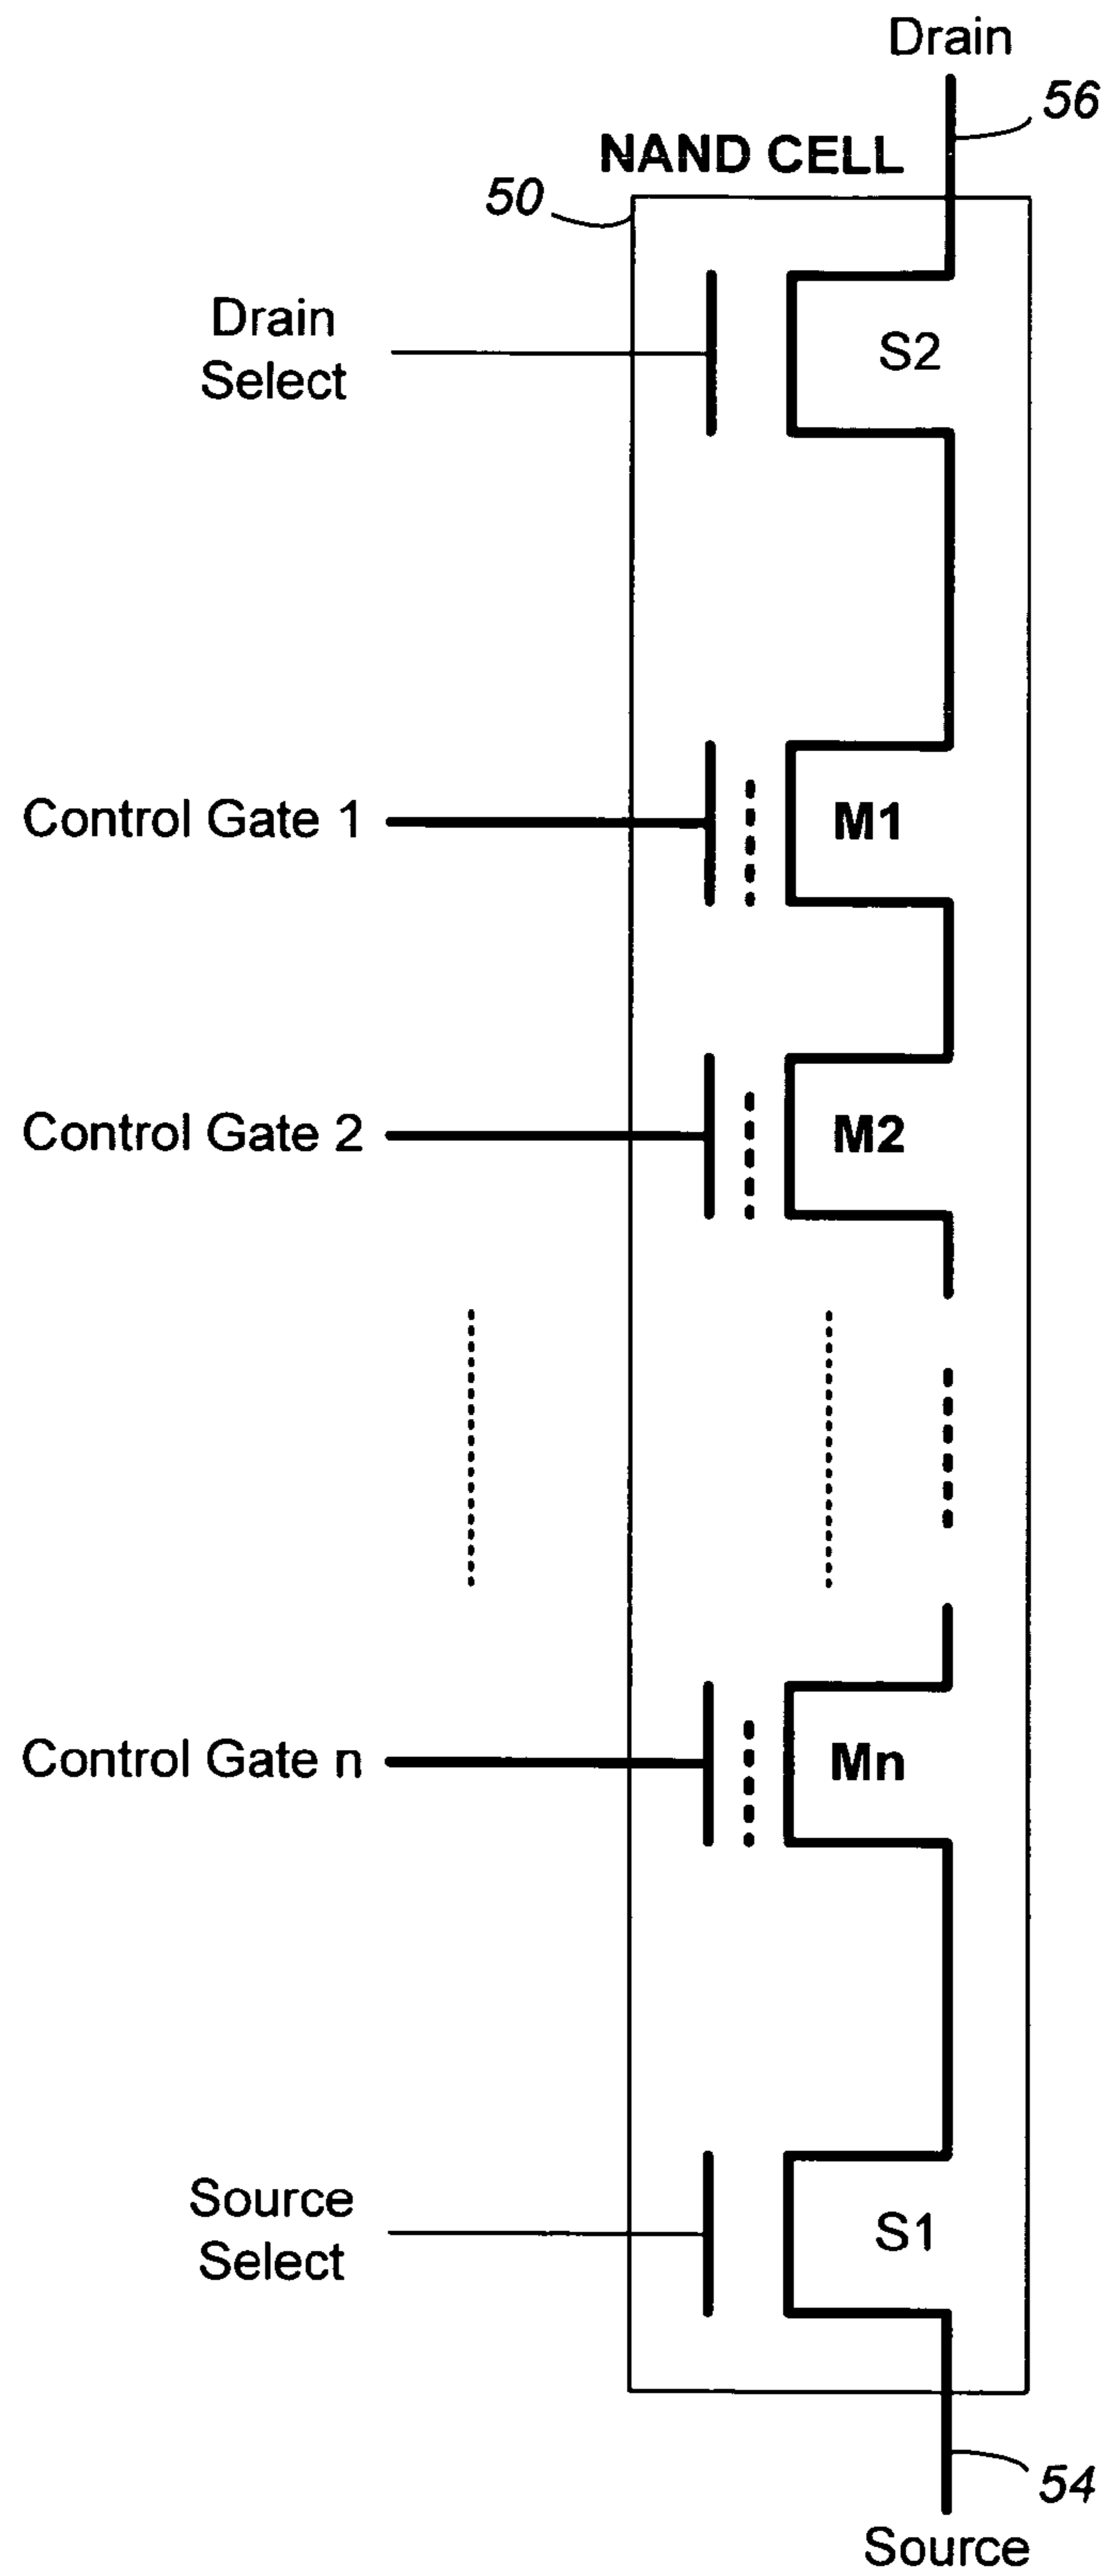 Drain
56
NAND CELL
50
Drain
Select
S2
Control Gate 1
M1
Control Gate 2
M2
Control Gate n
Mn
Source
Select
S1
54
Source